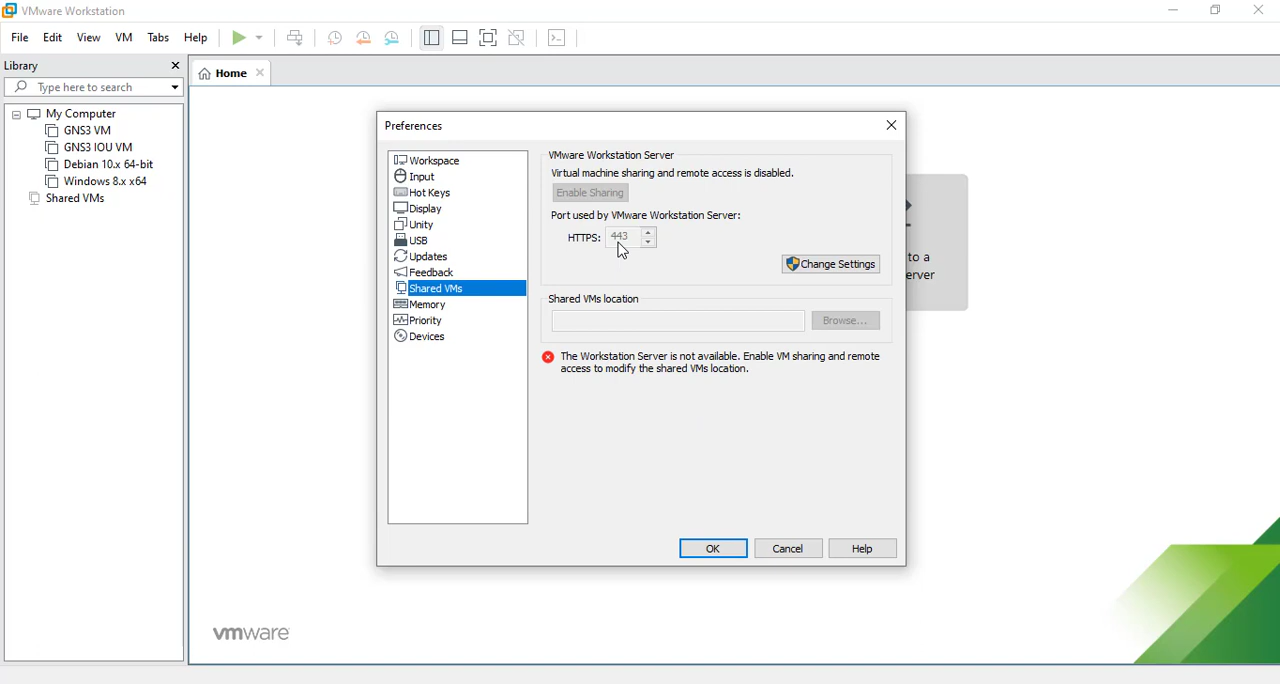 VMware Workstation
File Edit View VM Tabs Help
Library
Type here to search
My Computer
GNS3 VM
GNS3 IOU VM
Debian 10.x 64-bit
Windows 8.x x64
Shared VMs
Home
Preferences
Workspace
Input
Hot Keys
Display
Unity
USB
Updates
Feedback
Shared VMs
Memory
Priority
Devices
VMware Workstation Server
Virtual machine sharing and remote access is disabled.
Enable Sharing
Port used by VMware Workstation Server:
HTTPS: 443
Change Settings
Shared VMs location
Browse...
The Workstation Server is not available. Enable VM sharing and remote
access to modify the shared VMs location.
OK Cancel Help
to a
erver
vmware